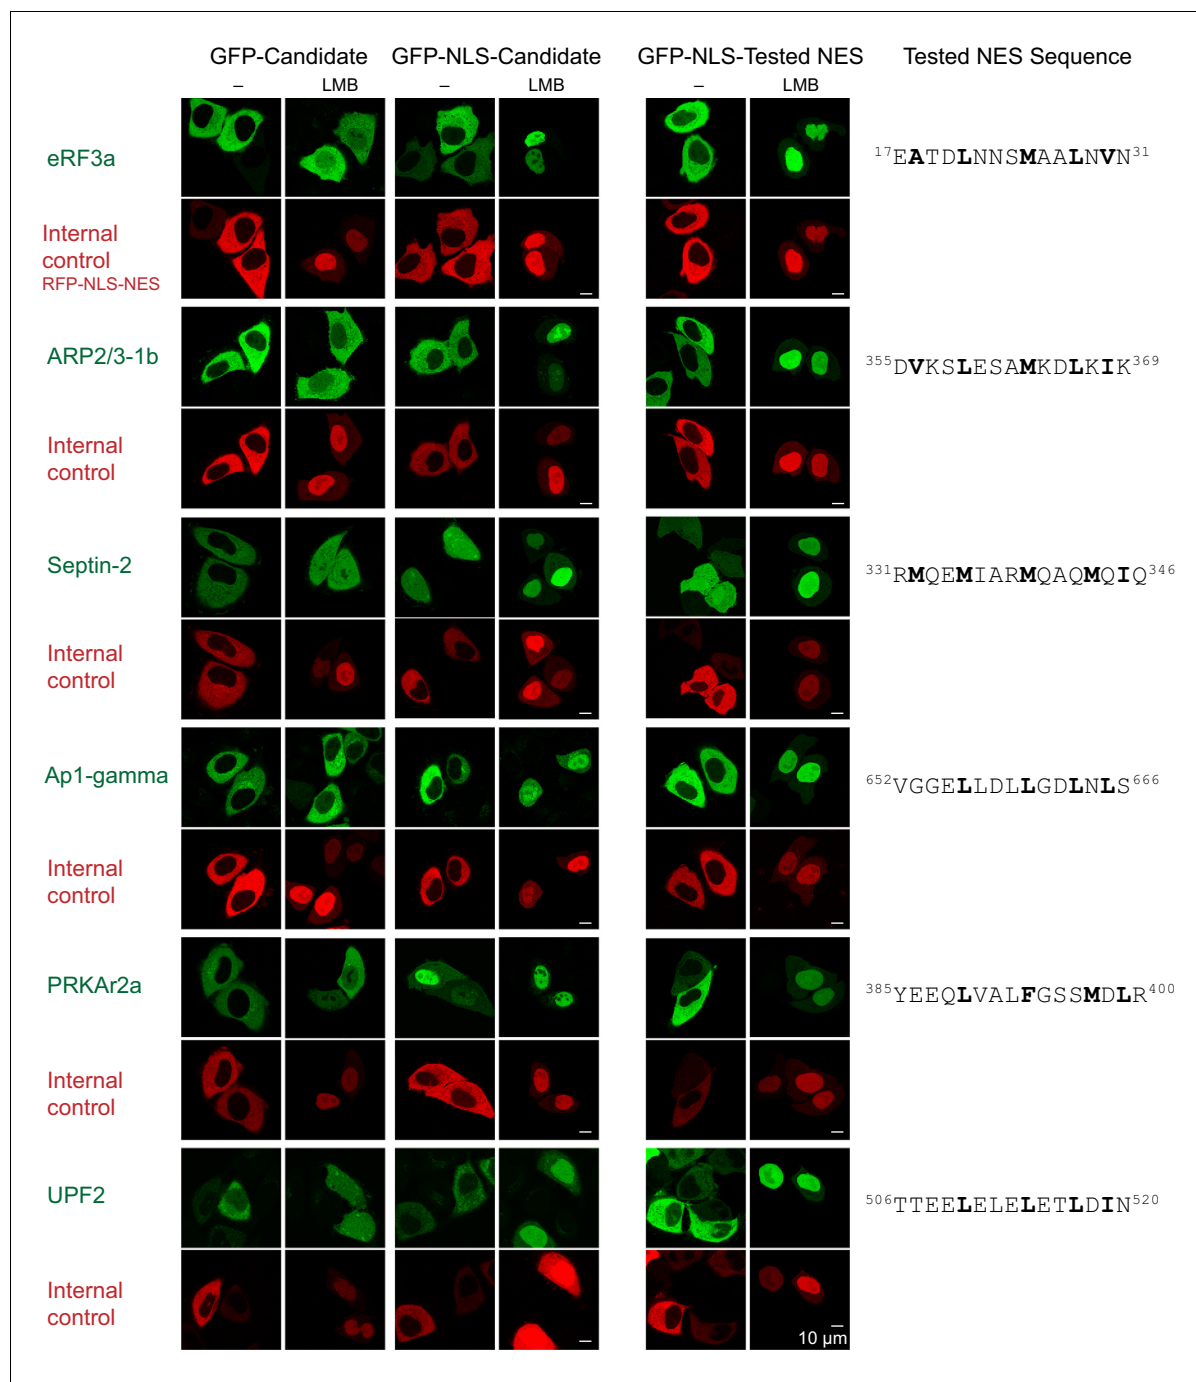 GFP-Candidate GFP-NLS-Candidate GFP-NLS-Tested NES Tested NES Sequence
– LMB – LMB – LMB
eRF3a
17EATDLNNSMAALNVN31
Internal
control
RFP-NLS-NES
ARP2/3-1b
355DVKSLESAMKDLKIK369
Internal
control
Septin-2
331RMQEMIARMQAQMQIQ346
Internal
control
Ap1-gamma
652VGGELLDLLGDLNLS666
Internal
control
PRKAr2a
385YEEQLVALFGSSMDLR400
Internal
control
UPF2
506TTEELELELETLDIN520
Internal
control
10 µm